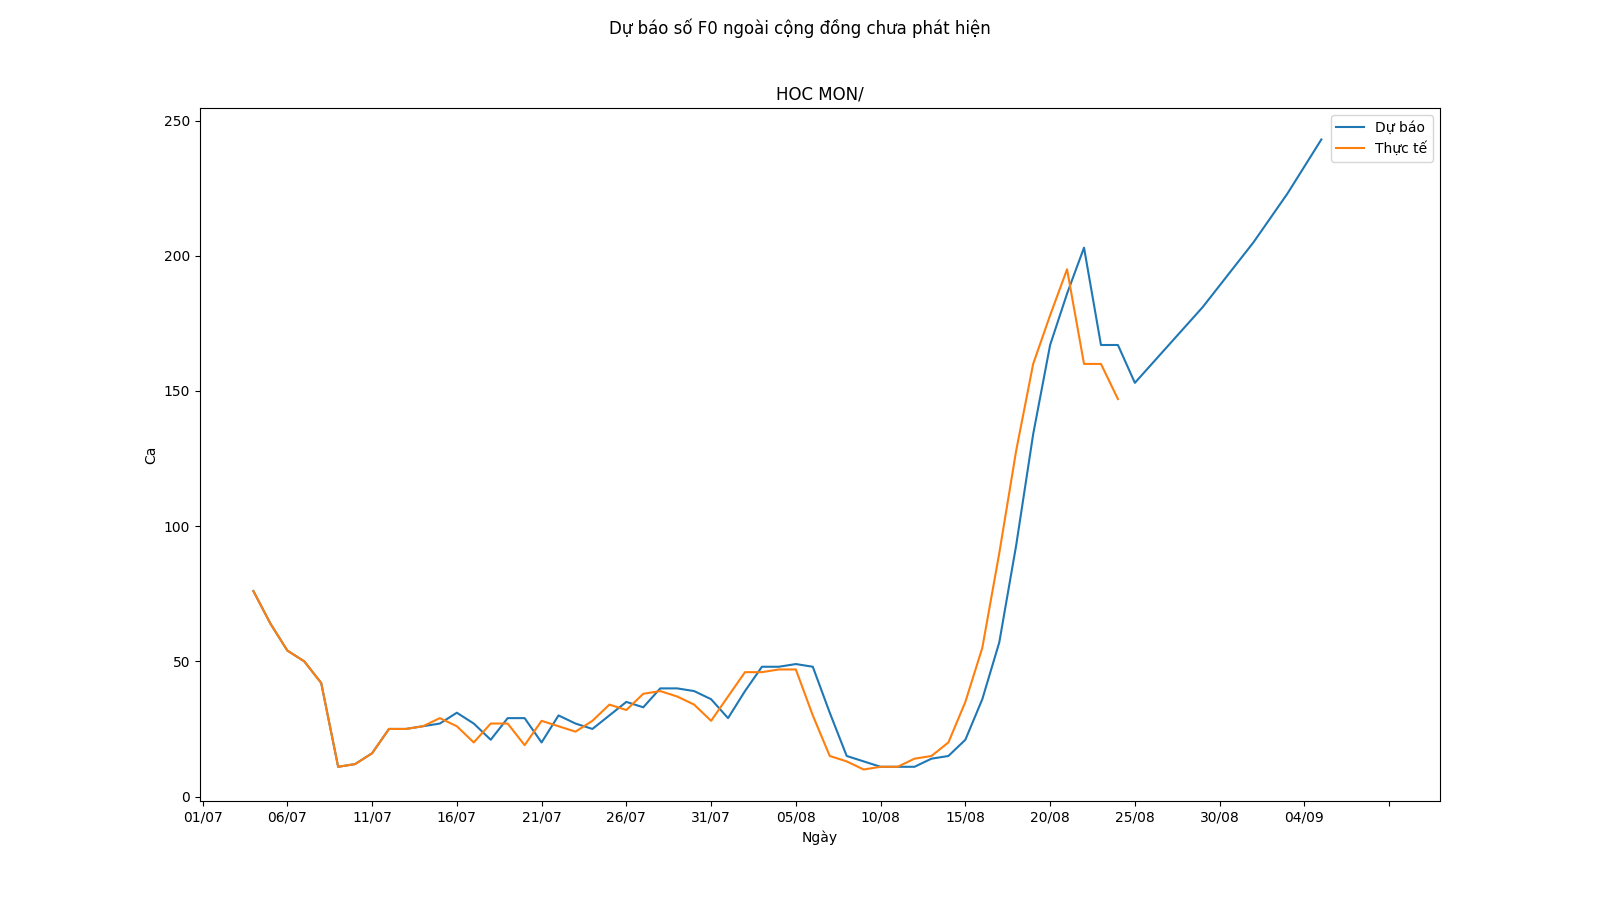 Dự báo số F0 ngoài cộng đồng chưa phát hiện
HOC MON/
250
200
150
100
50
0
Ca
Dự báo
Thực tế
01/07 06/07 11/07 16/07 21/07 26/07 31/07 05/08 10/08 15/08 20/08 25/08 30/08 04/09
Ngày